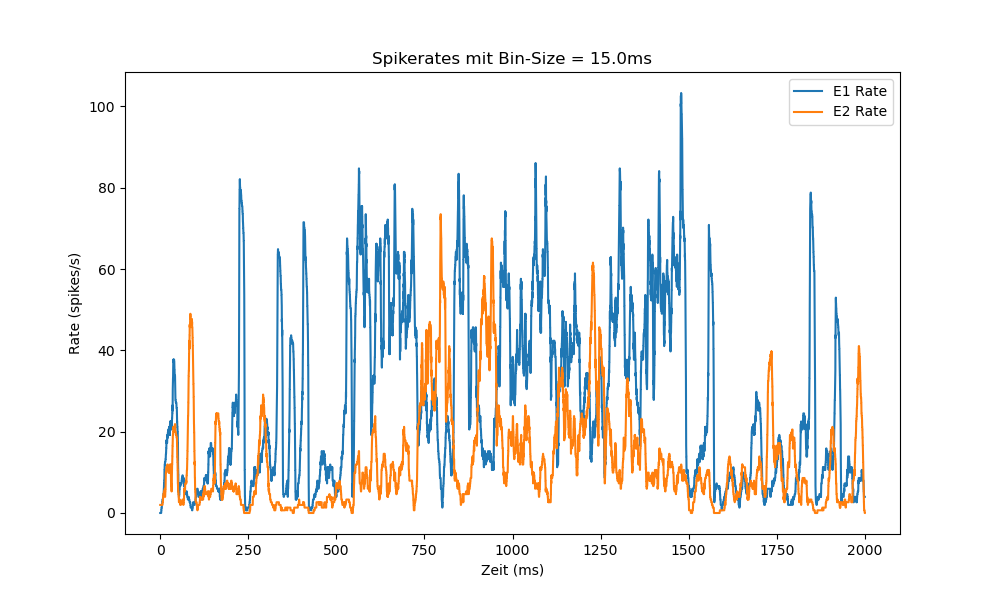 Spikerates mit Bin-Size = 15.0ms
E1 Rate
E2 Rate
100
80
60
40
20
0
Rate (spikes/s)
0 250 500 750 1000 1250 1500 1750 2000
Zeit (ms)